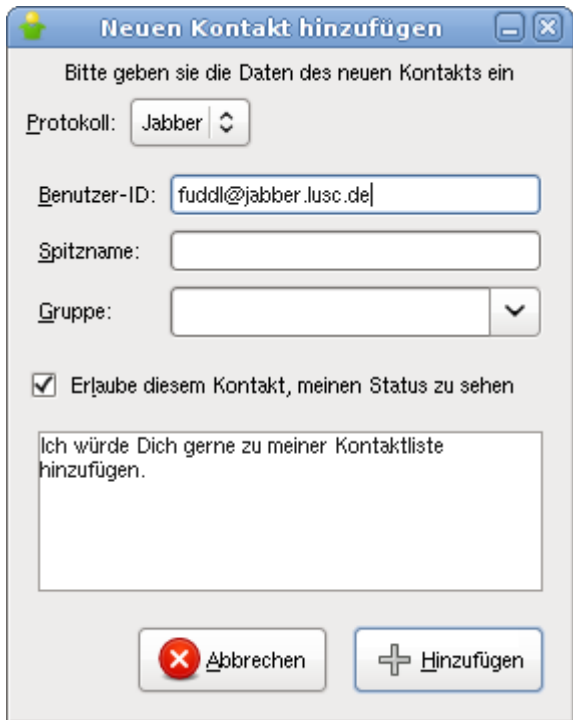 Neuen Kontakt hinzufügen
Bitte geben sie die Daten des neuen Kontakts ein
Protokoll: Jabber
Benutzer-ID: fuddl@jabber.lusc.de
Spitzname:
Gruppe:
Erlaube diesem Kontakt, meinen Status zu sehen
Ich würde Dich gerne zu meiner Kontaktliste
hinzufügen.
Abbrechen Hinzufügen